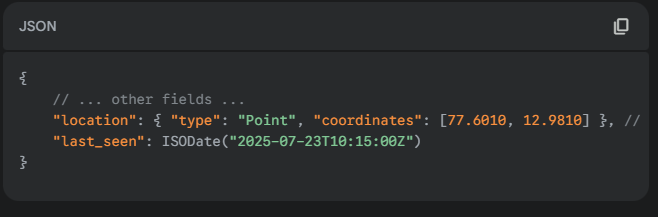 JSON
{
// ... other fields ...
"location": { "type": "Point", "coordinates": [77.6010, 12.9810] }, //
"last_seen": ISODate("2025-07-23T10:15:00Z")
}